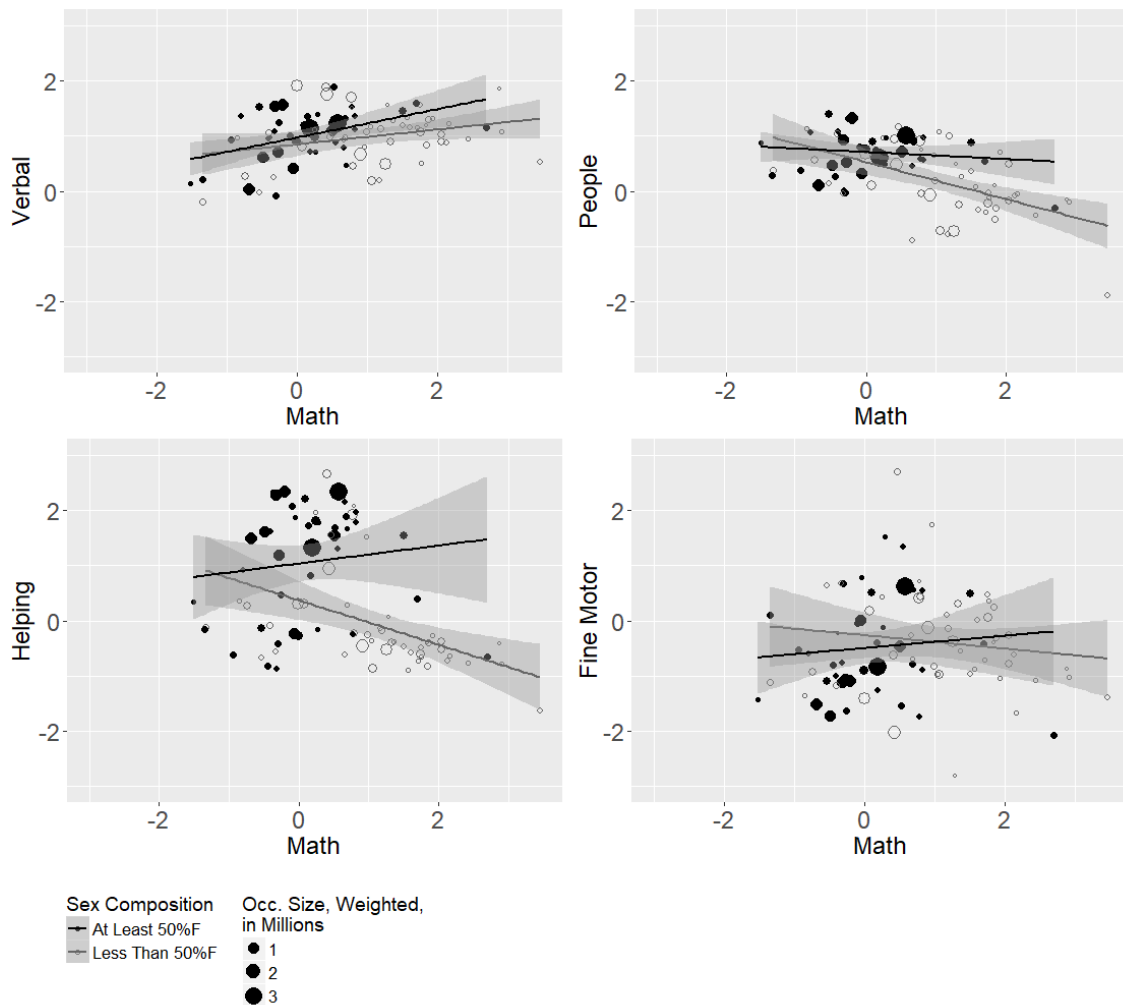 2
0
-2
Verbal
-2
0
2
Math
2
0
-2
People
-2
0
2
Math
2
0
-2
Helping
-2
0
2
Math
2
0
-2
Fine Motor
-2
0
2
Math
Sex Composition
At Least 50%F
Less Than 50%F
Occ. Size, Weighted,
in Millions
1
2
3